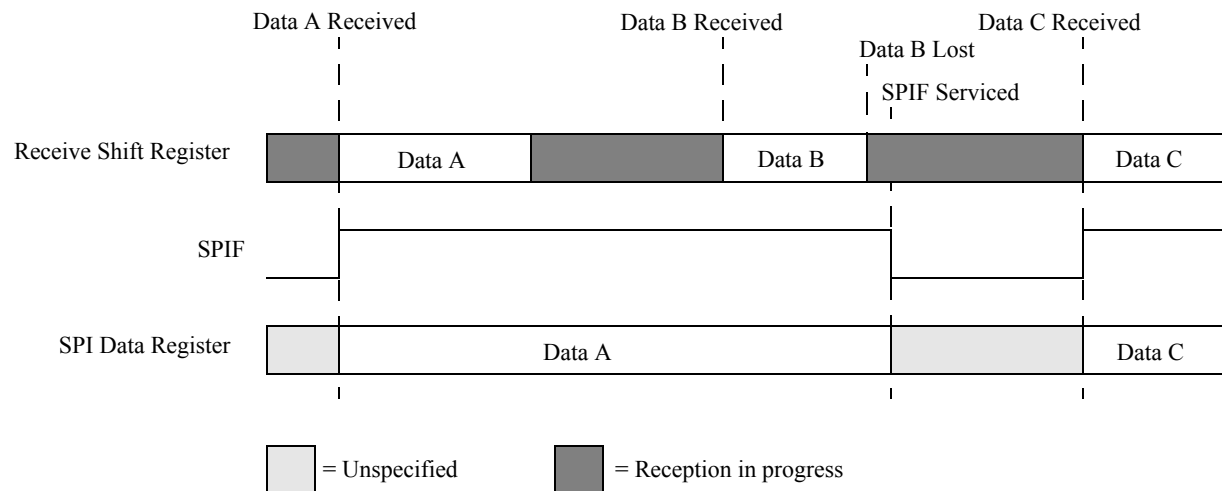 Data A Received
Data B Received
Data C Received
Data B Lost
SPIF Serviced
Receive Shift Register
Data A
Data B
Data C
SPIF
SPI Data Register
Data A
Data C
= Unspecified
= Reception in progress